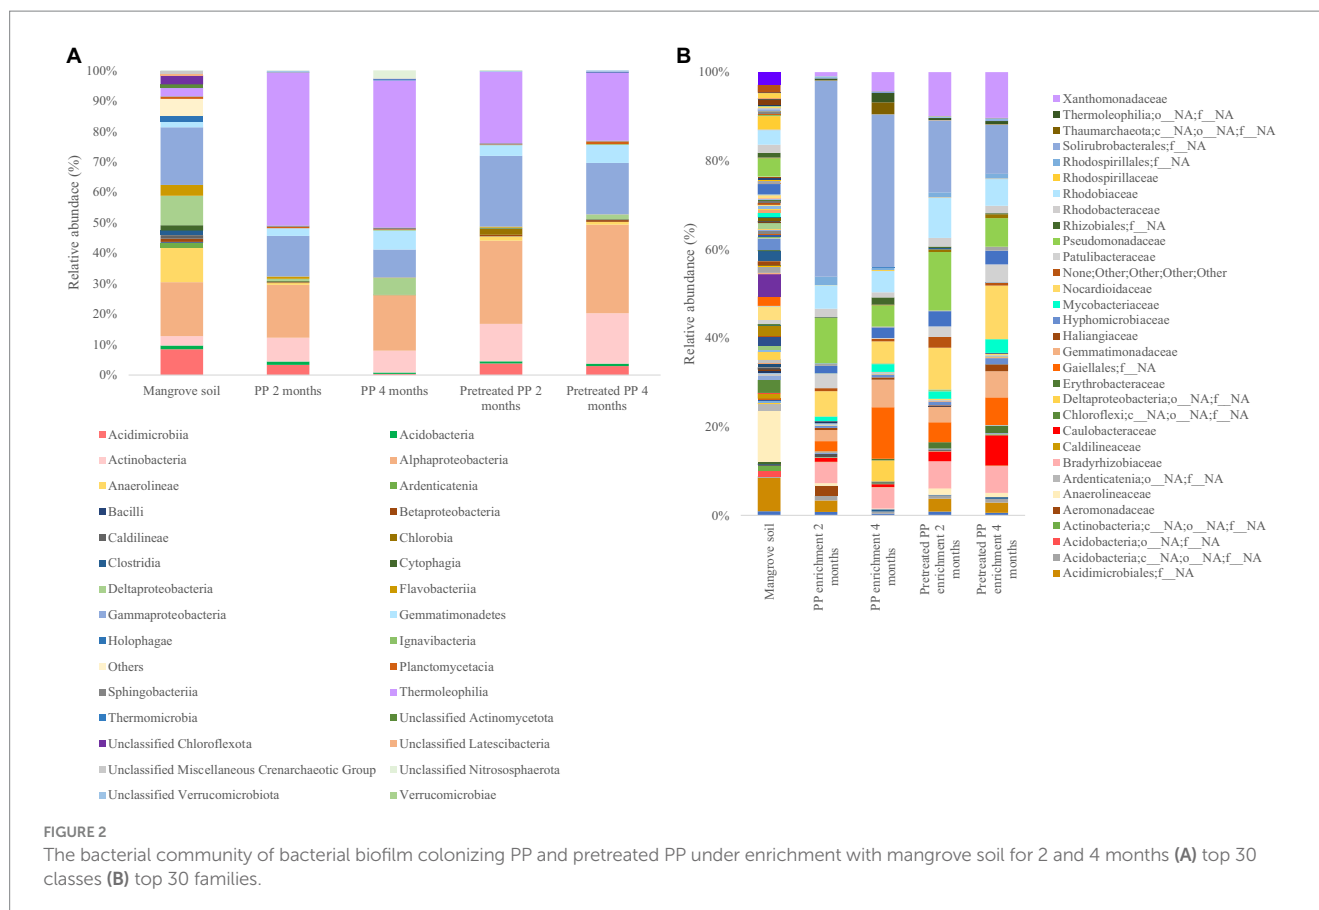 A
Relative abundance (%)
100%
90%
80%
70%
60%
50%
40%
30%
20%
10%
0%
Mangrove soil
PP 2 months
PP 4 months
Pretreated PP 2
months
Pretreated PP 4
months
Acidimicrobiia
Acidobacteria
Actinobacteria
Alphaproteobacteria
Anaerolineae
Ardenticatenia
Bacilli
Betaproteobacteria
Caldilineae
Chlorobia
Clostridia
Cytophagia
Deltaproteobacteria
Flavobacteriia
Gammaproteobacteria
Gemmatimonadetes
Holophagae
Ignavibacteria
Others
Planctomycetacia
Sphingobacteriia
Thermoleophilia
Thermomicrobia
Unclassified Actinomycetota
Unclassified Chloroflexota
Unclassified Latescibacteria
Unclassified Miscellaneous Crenarchaeotic Group
Unclassified Nitrososphaerota
Unclassified Verrucomicrobiota
Verrucomicrobiae
B
Relative abundance (%)
100%
80%
60%
40%
20%
0%
Mangrove soil
PP enrichment 2
months
PP enrichment 4
months
Pretreated PP
enrichment 2
months
Pretreated PP
enrichment 4
months
Xanthomonadaceae
Thermoleophilia;o__NA;f__NA
Thaumarchaeota;c__NA;o__NA;f__NA
Solirubrobacterales;f__NA
Rhodospirillales;f__NA
Rhodospirillaceae
Rhodobiaceae
Rhodobacteraceae
Rhizobiales;f__NA
Pseudomonadaceae
Patulibacteraceae
None;Other;Other;Other;Other
Nocardioidaceae
Mycobacteriaceae
Hyphomicrobiaceae
Haliangiaceae
Gemmatimonadaceae
Gaiellales;f__NA
Erythrobacteraceae
Deltaproteobacteria;o__NA;f__NA
Chloroflexi;c__NA;o__NA;f__NA
Caulobacteraceae
Caldilineaceae
Bradyrhizobiaceae
Ardenticatenia;o__NA;f__NA
Anaerolineaceae
Aeromonadaceae
Actinobacteria;c__NA;o__NA;f__NA
Acidobacteria;o__NA;f__NA
Acidobacteria;c__NA;o__NA;f__NA
Acidimicrobiales;f__NA
FIGURE 2
The bacterial community of bacterial biofilm colonizing PP and pretreated PP under enrichment with mangrove soil for 2 and 4 months (A) top 30
classes (B) top 30 families.